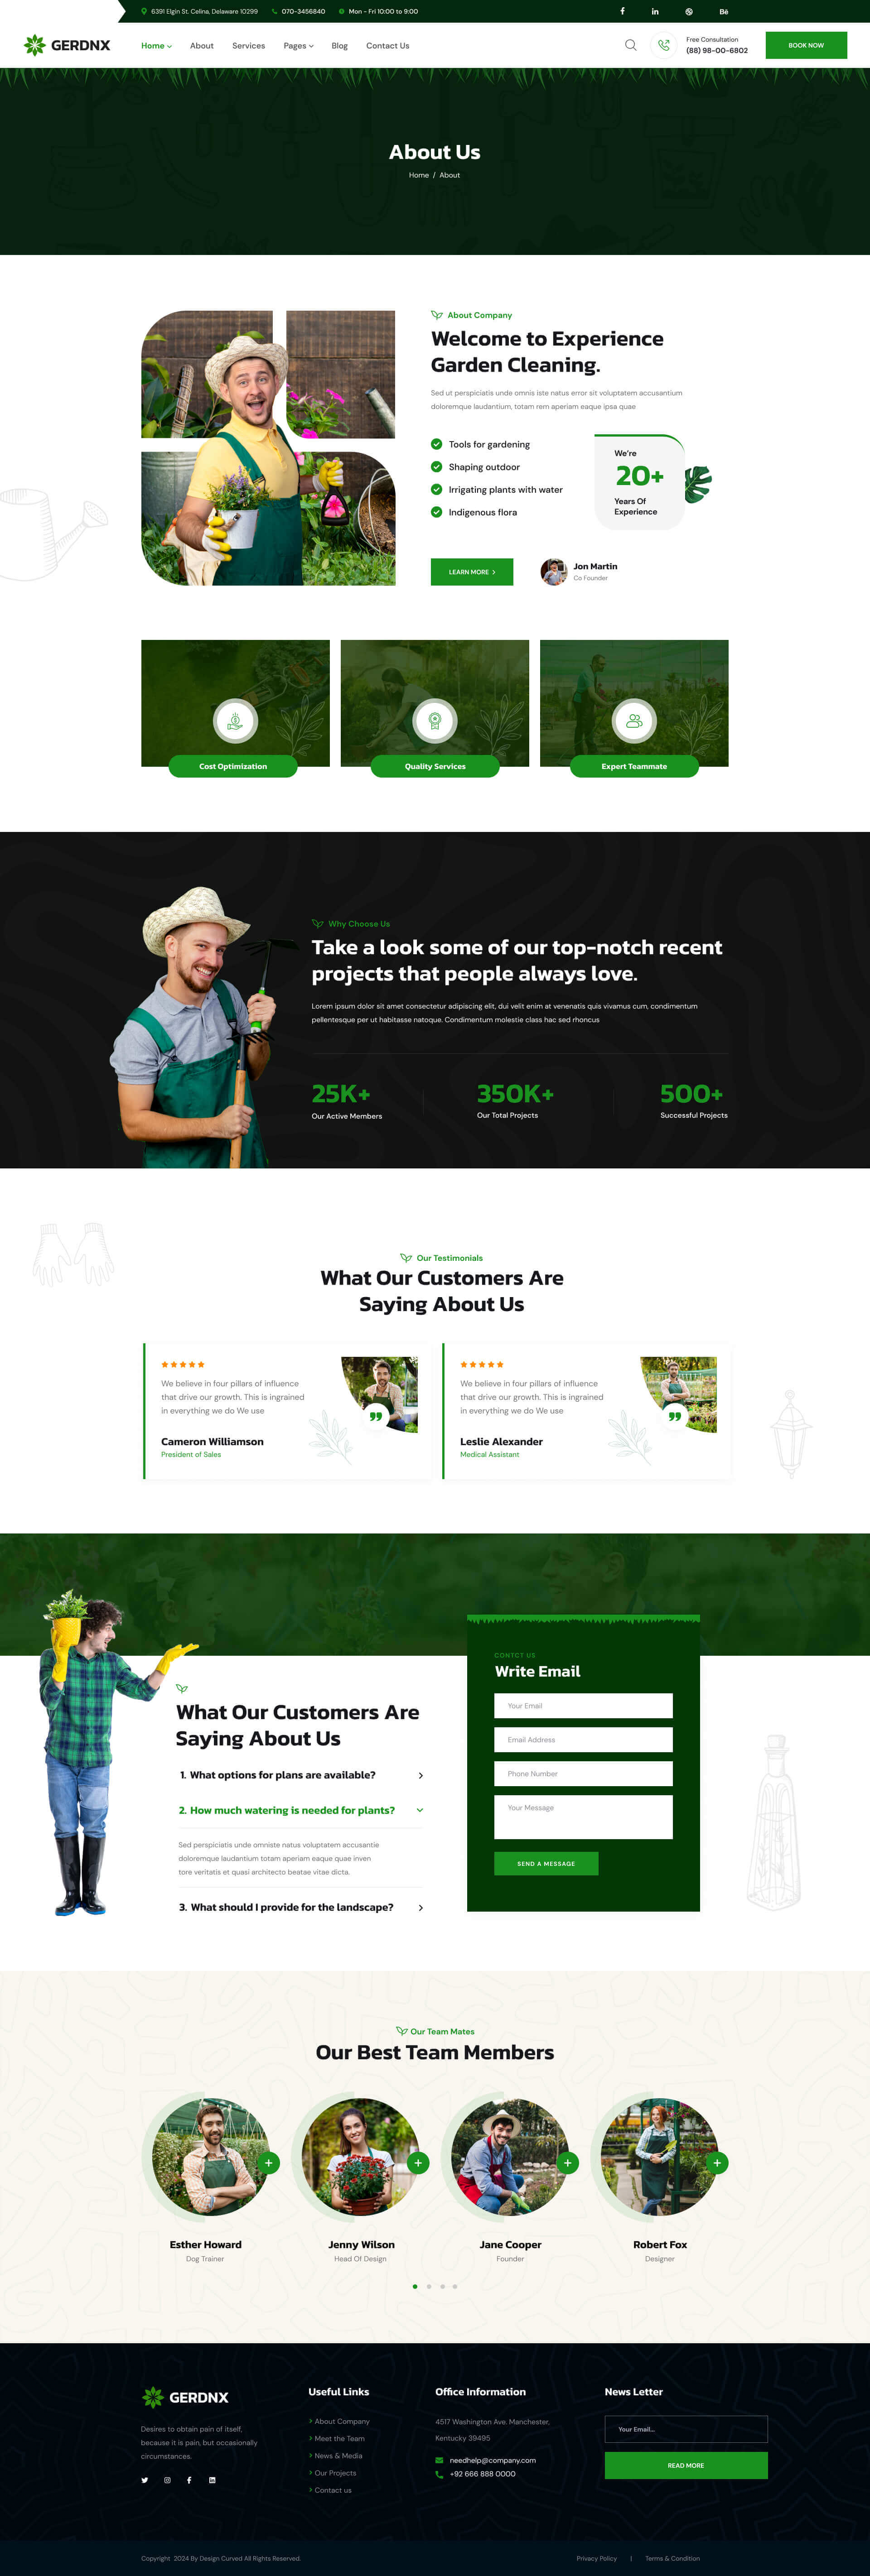 6391 Elgin St. Celina, Delaware 10299
070-3456840
Mon - Fri 10:00 to 9:00
GERDNX
Home
About
Services
Pages
Blog
Contact Us
Free Consultation
(88) 98-00-6802
BOOK NOW
About Us
Home / About
About Company
Welcome to Experience
Garden Cleaning.
Sed ut perspiciatis unde omnis iste natus error sit voluptatem accusantium
doloremque laudantium, totam rem aperiam eaque ipsa quae
Tools for gardening
Shaping outdoor
Irrigating plants with water
Indigenous flora
We're
20+
Years Of
Experience
LEARN MORE
Jon Martin
Co Founder
Cost Optimization
Quality Services
Expert Teammate
Why Choose Us
Take a look some of our top-notch recent
projects that people always love.
Lorem ipsum dolor sit amet consectetur adipiscing elit, dui velit enim at venenatis quis vivamus cum, condimentum
pellentesque per ut habitasse natoque. Condimentum molestie class hac sed rhoncus
25K+
Our Active Members
350K+
Our Total Projects
500+
Successful Projects
Our Testimonials
What Our Customers Are
Saying About Us
We believe in four pillars of influence
that drive our growth. This is ingrained
in everything we do We use
Cameron Williamson
President of Sales
We believe in four pillars of influence
that drive our growth. This is ingrained
in everything we do We use
Leslie Alexander
Medical Assistant
What Our Customers Are
Saying About Us
1. What options for plans are available?
2. How much watering is needed for plants?
Sed perspiciatis unde omniste natus voluptatem accusantie
doloremque laudantium totam aperiam eaque quae inven
tore veritatis et quasi architecto beatae vitae dicta.
3. What should I provide for the landscape?
CONTCT US
Write Email
Your Email
Email Address
Phone Number
Your Message
SEND A MESSAGE
Our Team Mates
Our Best Team Members
Esther Howard
Dog Trainer
Jenny Wilson
Head Of Design
Jane Cooper
Founder
Robert Fox
Designer
GERDNX
Desires to obtain pain of itself,
because it is pain, but occasionally
circumstances.
Useful Links
About Company
Meet the Team
News & Media
Our Projects
Contact us
Office Information
4517 Washington Ave. Manchester,
Kentucky 39495
needhelp@company.com
+92 666 888 0000
News Letter
Your Email...
READ MORE
Copyright 2024 By Design Curved All Rights Reserved.
Privacy Policy | Terms & Condition